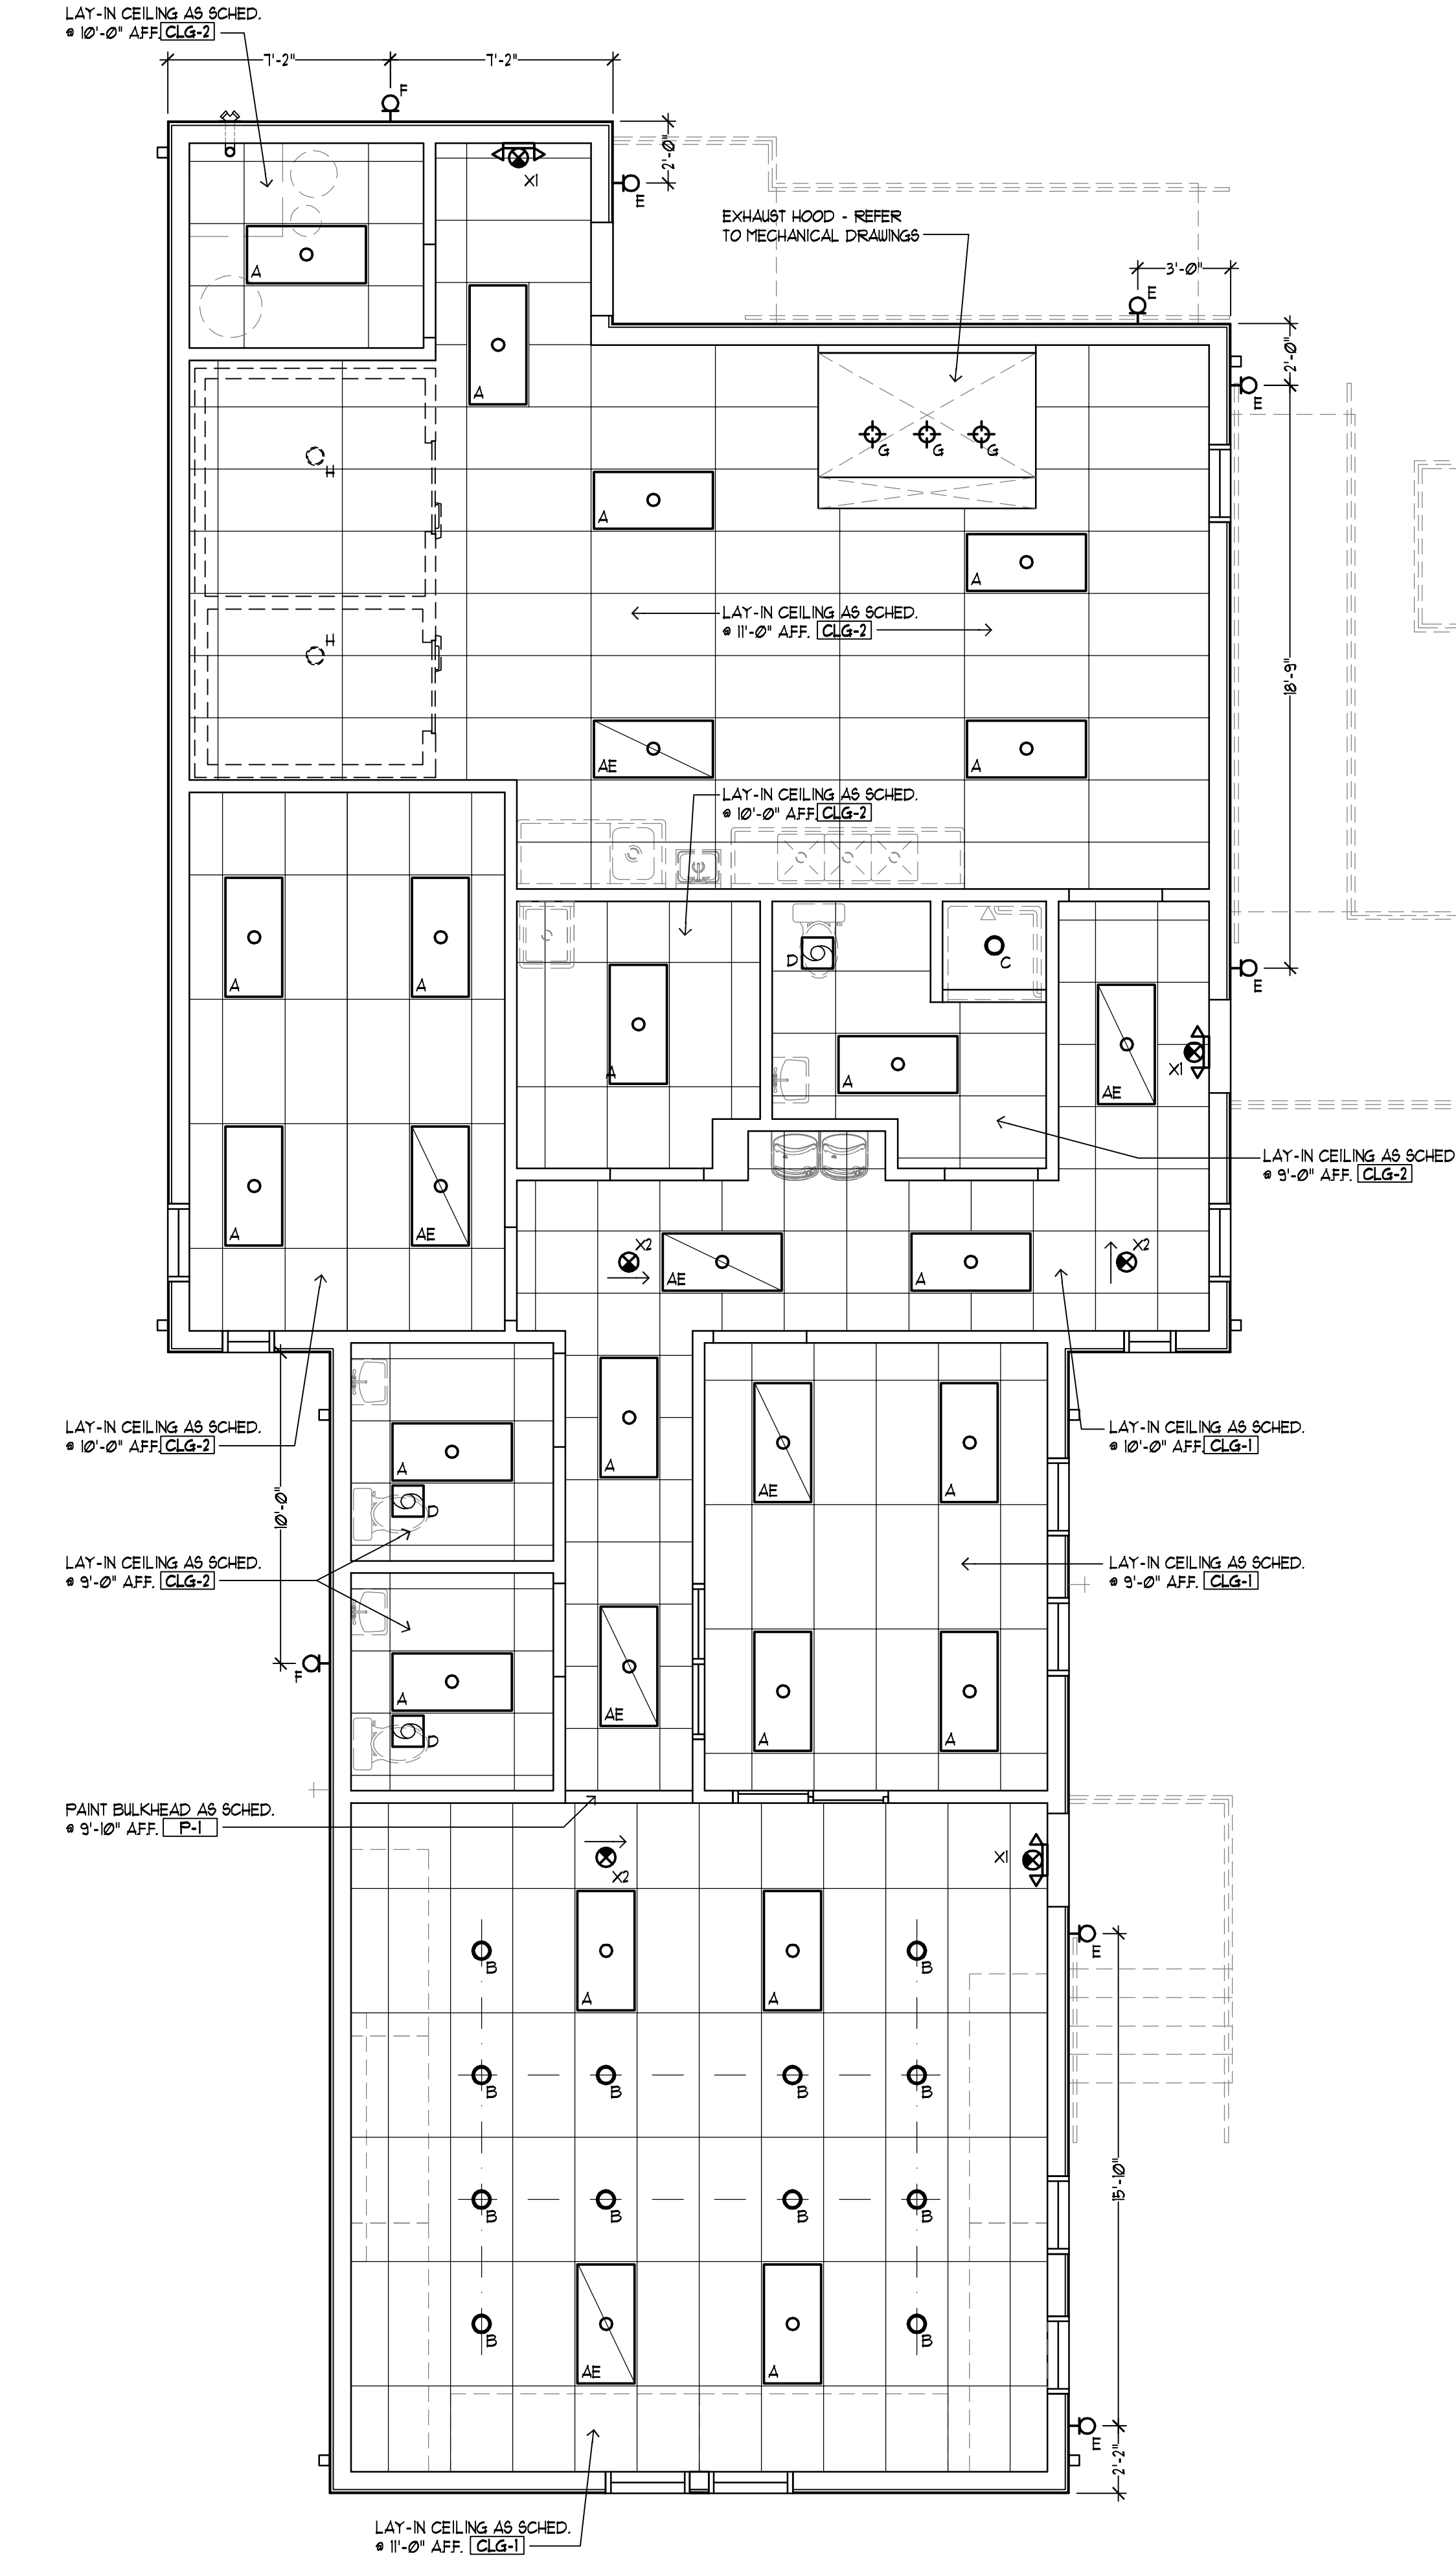 LAY-IN CEILING AS SCHED.
@ 10'-0" AFF. CLG-2
7'-2"
7'-2"
F
2'-0"
X1
E
EXHAUST HOOD - REFER
TO MECHANICAL DRAWINGS
3'-0"
E
A
2'-0"
A
E
G
G
G
H
A
A
LAY-IN CEILING AS SCHED.
@ 11'-0" AFF. CLG-2
H
18'-9"
AE
A
LAY-IN CEILING AS SCHED.
@ 10'-0" AFF. CLG-2
D
C
A
A
E
A
A
X1
AE
LAY-IN CEILING AS SCHED
@ 9'-0" AFF. CLG-2
A
AE
X2
X2
AE
A
LAY-IN CEILING AS SCHED.
@ 10'-0" AFF. CLG-2
LAY-IN CEILING AS SCHED.
@ 10'-0" AFF. CLG-1
A
A
AE
A
10'-0"
D
LAY-IN CEILING AS SCHED.
@ 9'-0" AFF. CLG-2
LAY-IN CEILING AS SCHED.
@ 9'-0" AFF. CLG-1
F
A
AE
D
A
A
PAINT BULKHEAD AS SCHED.
@ 9'-10" AFF. P-1
X2
X1
B
A
A
B
E
B
B
B
B
15'-10"
B
B
B
B
B
AE
A
B
E
2'-2"
LAY-IN CEILING AS SCHED.
@ 11'-0" AFF. CLG-1